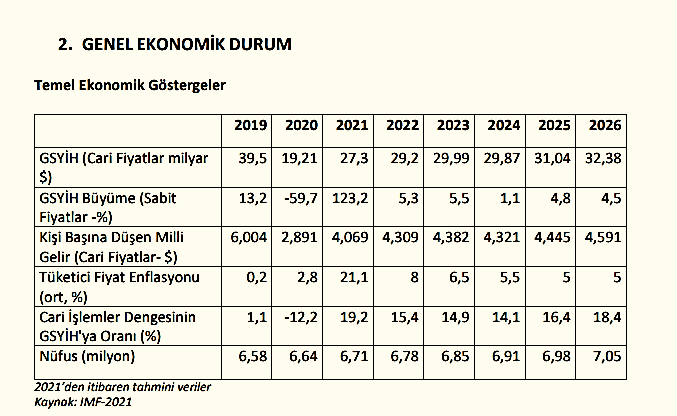 2. GENEL EKONOMİK DURUM
Temel Ekonomik Göstergeler
2019 2020 2021 2022 2023 2024 2025 2026
GSYİH (Cari Fiyatlar milyar 39,5 19,21 27,3 29,2 29,99 29,87 31,04 32,38
$)
GSYİH Büyüme (Sabit 13,2 -59,7 123,2 5,3 5,5 1,1 4,8 4,5
Fiyatlar -%)
Kişi Başına Düşen Milli 6,004 2,891 4,069 4,309 4,382 4,321 4,445 4,591
Gelir (Cari Fiyatlar- $)
Tüketici Fiyat Enflasyonu 0,2 2,8 21,1 8 6,5 5,5 5 5
(ort, %)
Cari İşlemler Dengesinin 1,1 -12,2 19,2 15,4 14,9 14,1 16,4 18,4
GSYİH'ya Oranı (%)
Nüfus (milyon) 6,58 6,64 6,71 6,78 6,85 6,91 6,98 7,05
2021'den itibaren tahmini veriler
Kaynak: IMF-2021